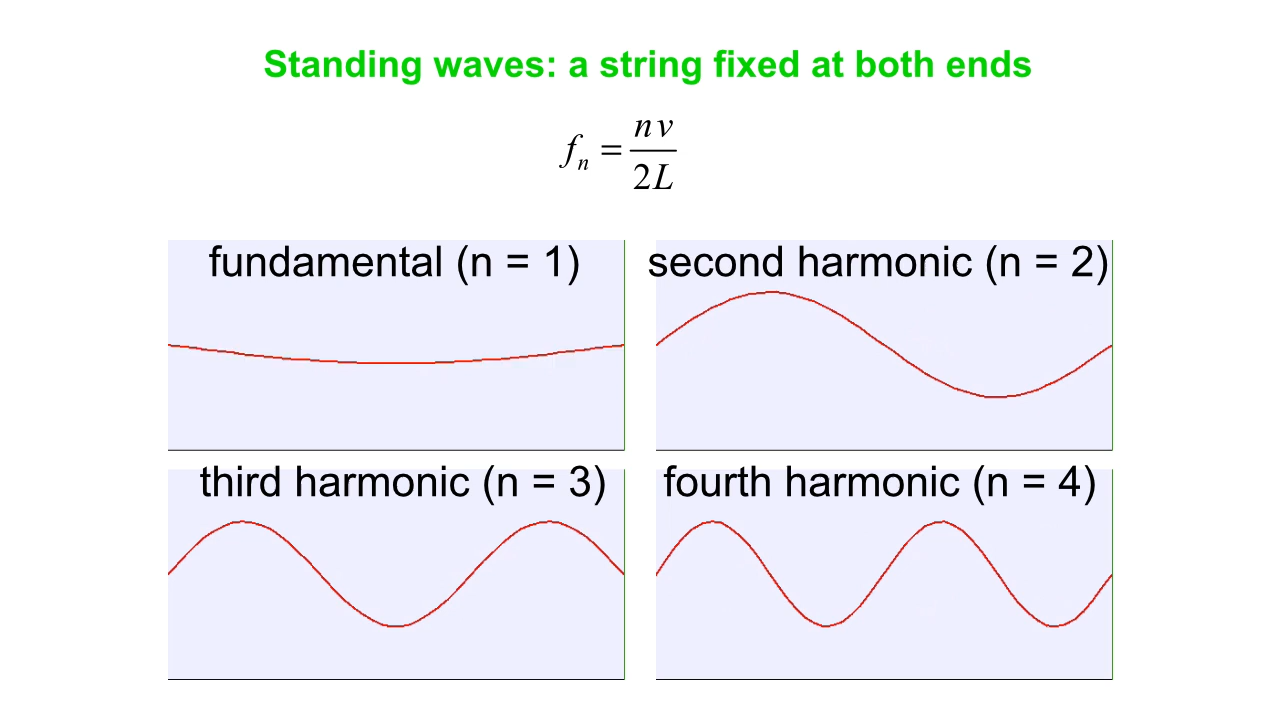 Standing waves: a string fixed at both ends
fₙ = nv / 2L
fundamental (n = 1)
second harmonic (n = 2)
third harmonic (n = 3)
fourth harmonic (n = 4)